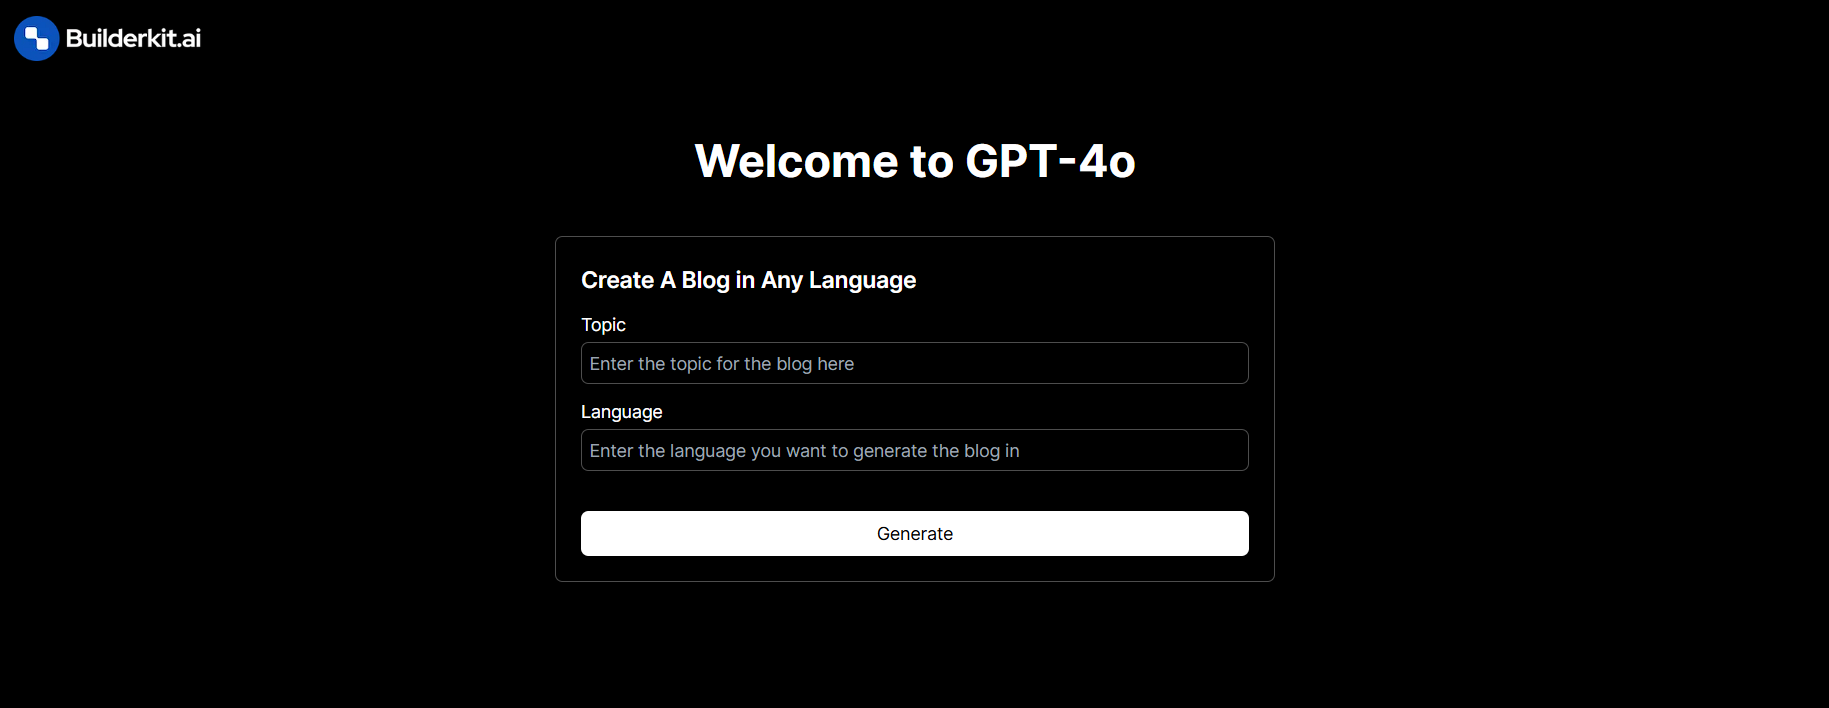 Builderkit.ai
Welcome to GPT-4o
Create A Blog in Any Language
Topic
Enter the topic for the blog here
Language
Enter the language you want to generate the blog in
Generate